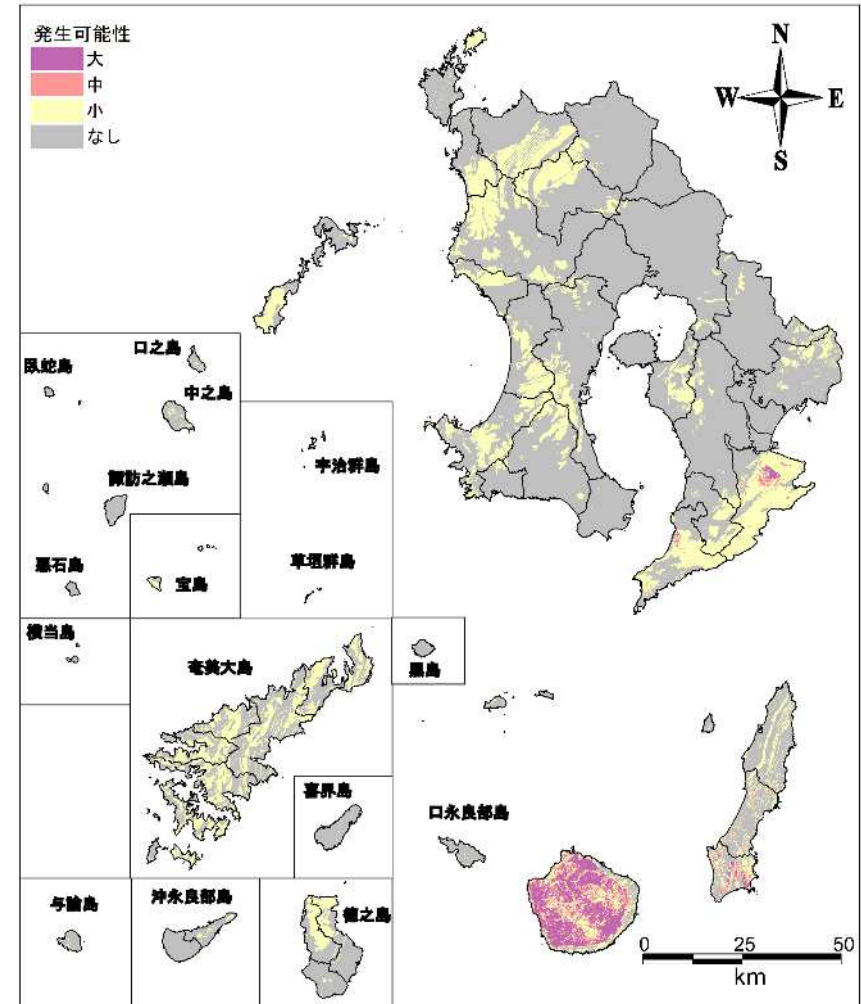 発生可能性
大
中
小
なし
N
W E
S
口之島
臥蛇島
中之島
諏訪之瀬島
宇治群島
悪石島
宝島
草垣群島
横当島
奄美大島
黒島
喜界島
口永良部島
与論島
沖永良部島
徳之島
0 25 50
km